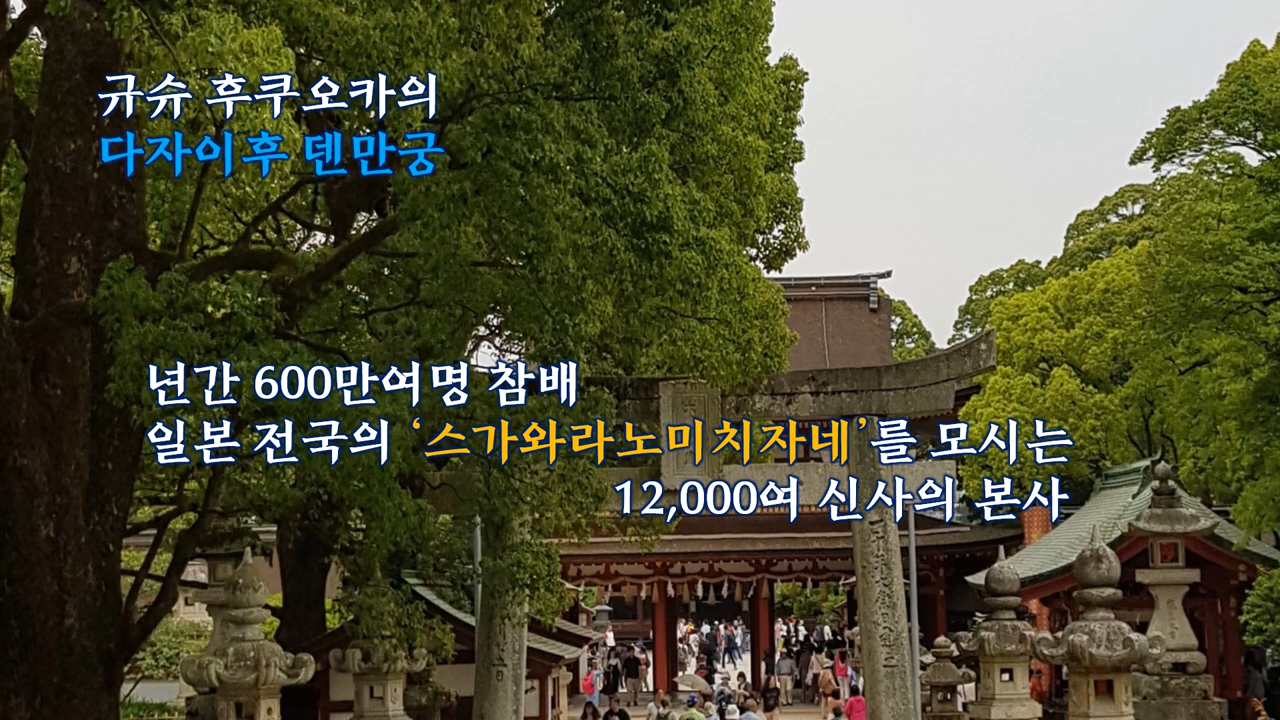 규슈 후쿠오카의
다자이후 덴만궁
년간 600만여명 참배
일본 전국의 ‘스가와라노미치자네’를 모시는
12,000여 신사의 본사